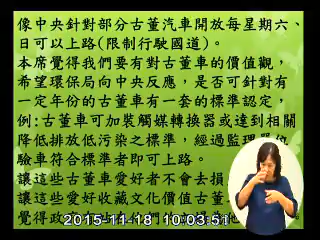 像中央針對部分古董汽車開放每星期六、
日可以上路(限制行駛國道)。
本席覺得我們要有對古董車的價值觀，
希望環保局向中央反應，是否可針對有
一定年份的古董車有一套的標準認定，
例:古董車可加裝觸媒轉換器或達到相關
降低排放低污染之標準，經過監理單位
驗車符合標準者即可上路。
讓這些古董車愛好者不會去損
讓這些愛好收藏文化價值古董
覺得政
2015-11-18 10:03:51